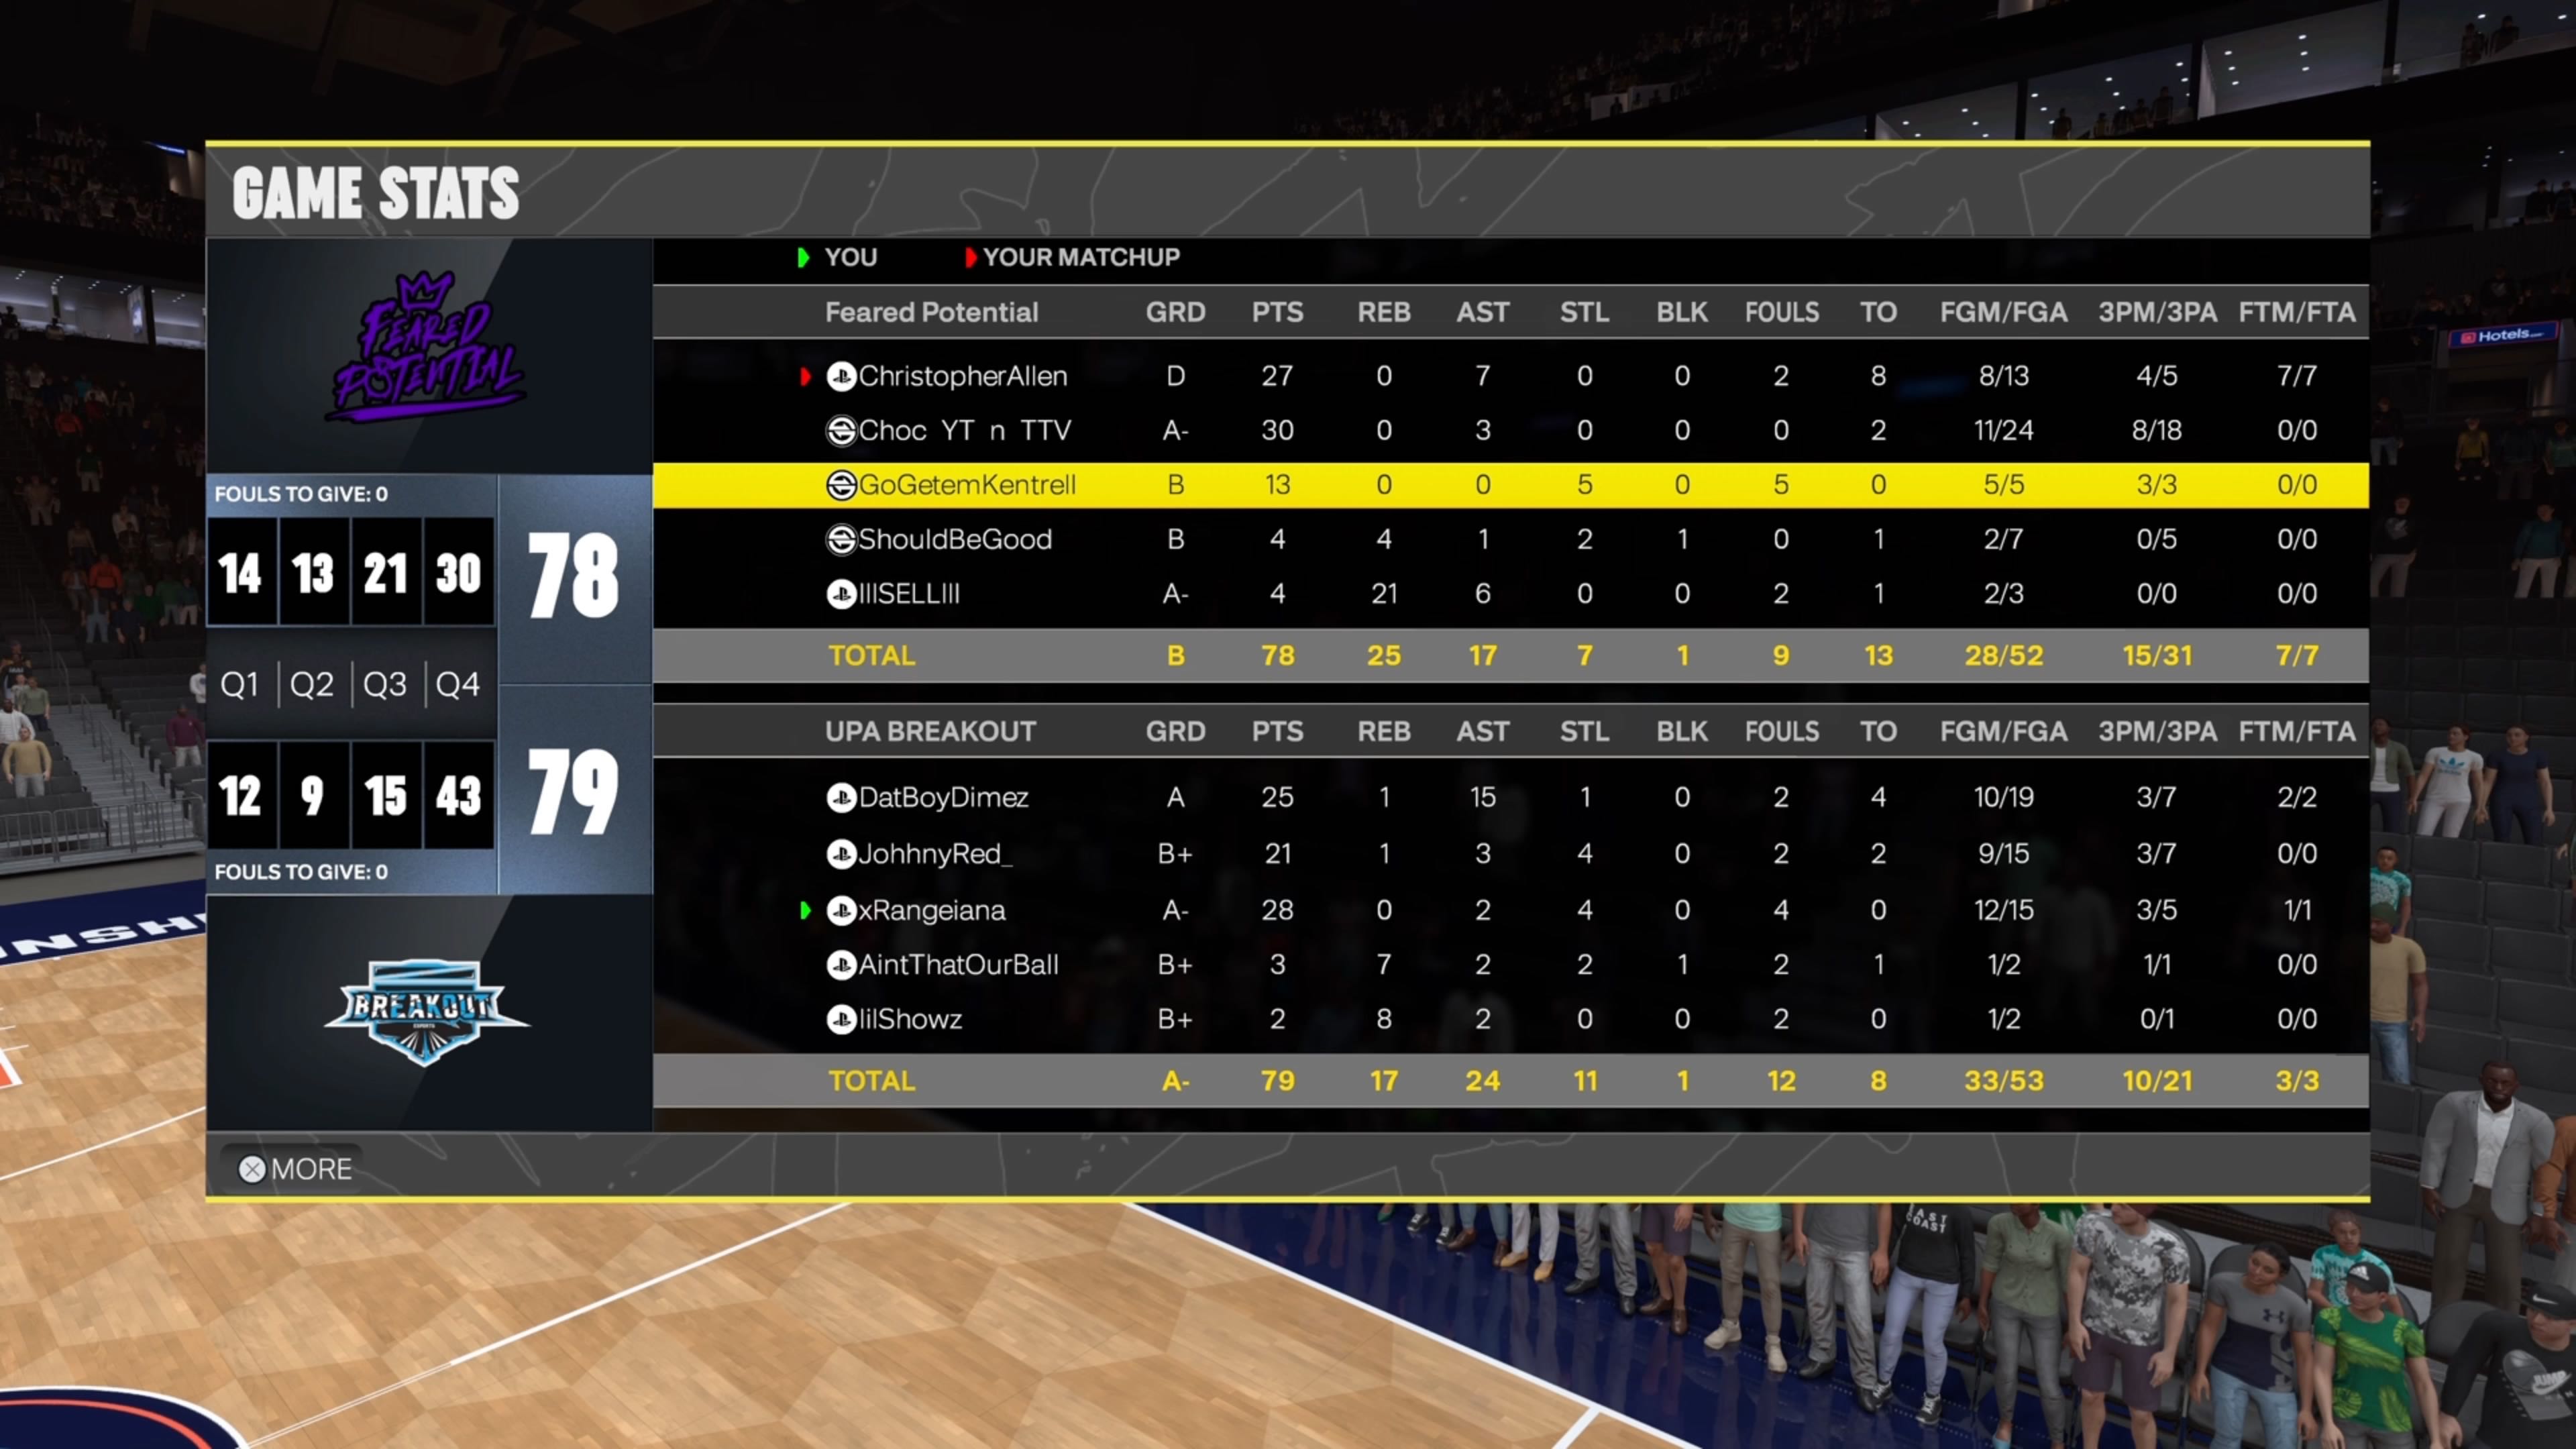 GAME STATS
YOU YOUR MATCHUP
FEARED
POTENTIAL
Feared Potential GRD PTS REB AST STL BLK FOULS TO FGM/FGA 3PM/3PA FTM/FTA
ChristopherAllen D 27 0 7 0 0 2 8 8/13 4/5 7/7
Choc YT n TTV A- 30 0 3 0 0 0 2 11/24 8/18 0/0
GoGetemKentrell B 13 0 0 5 0 5 0 5/5 3/3 0/0
ShouldBeGood B 4 4 1 2 1 0 1 2/7 0/5 0/0
IIISELLIII A- 4 21 6 0 0 2 1 2/3 0/0 0/0
TOTAL B 78 25 17 7 1 9 13 28/52 15/31 7/7
FOULS TO GIVE: 0
14 13 21 30 78
Q1 Q2 Q3 Q4
12 9 15 43 79
FOULS TO GIVE: 0
UPA BREAKOUT GRD PTS REB AST STL BLK FOULS TO FGM/FGA 3PM/3PA FTM/FTA
DatBoyDimez A 25 1 15 1 0 2 4 10/19 3/7 2/2
JohhnyRed_ B+ 21 1 3 4 0 2 2 9/15 3/7 0/0
xRangeiana A- 28 0 2 4 0 4 0 12/15 3/5 1/1
AintThatOurBall B+ 3 7 2 2 1 2 1 1/2 1/1 0/0
lilShowz B+ 2 8 2 0 0 2 0 1/2 0/1 0/0
TOTAL A- 79 17 24 11 1 12 8 33/53 10/21 3/3
BREAKOUT
ESPORTS
MORE
Hotels.com
NSH
EAST
COAST
JUMP